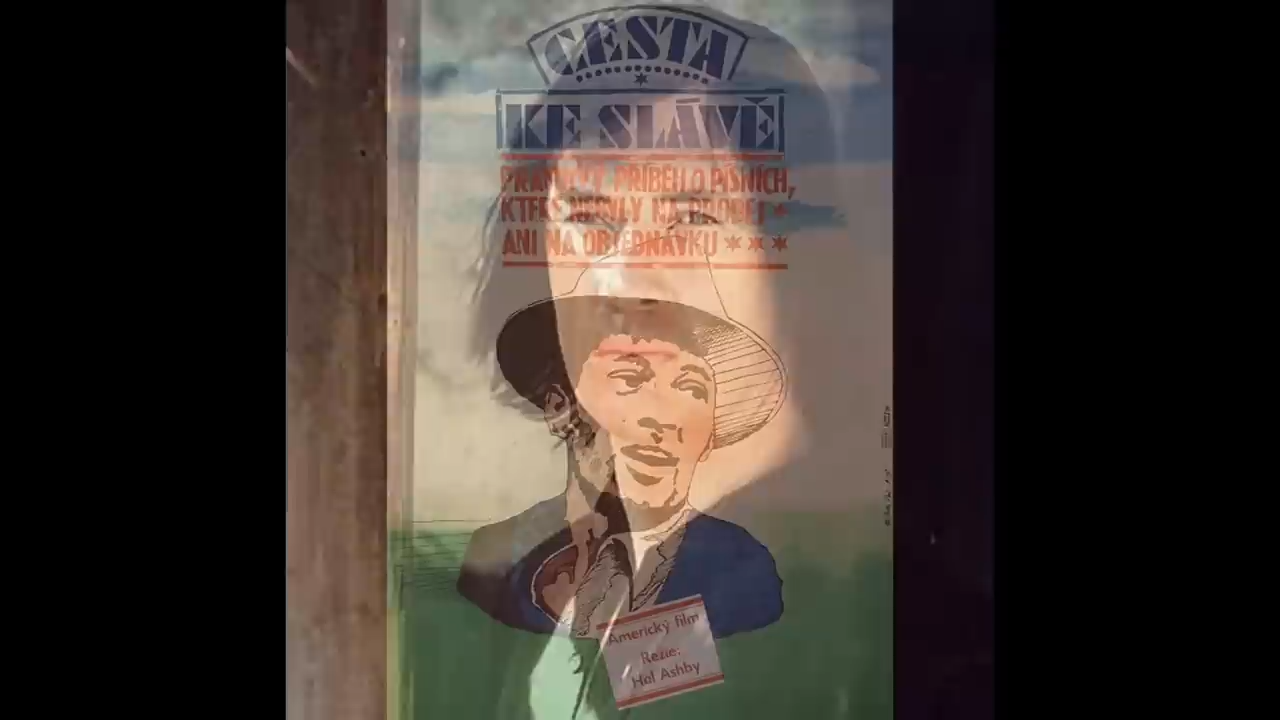 CESTA
KE SLÁVĚ
PRAVDIVÝ PŘÍBĚH O PÍSNÍCH,
KTERÉ NEBYLY NA PRODEJ
ANI NA OBJEDNÁVKU
Americký film
Režie:
Hal Ashby